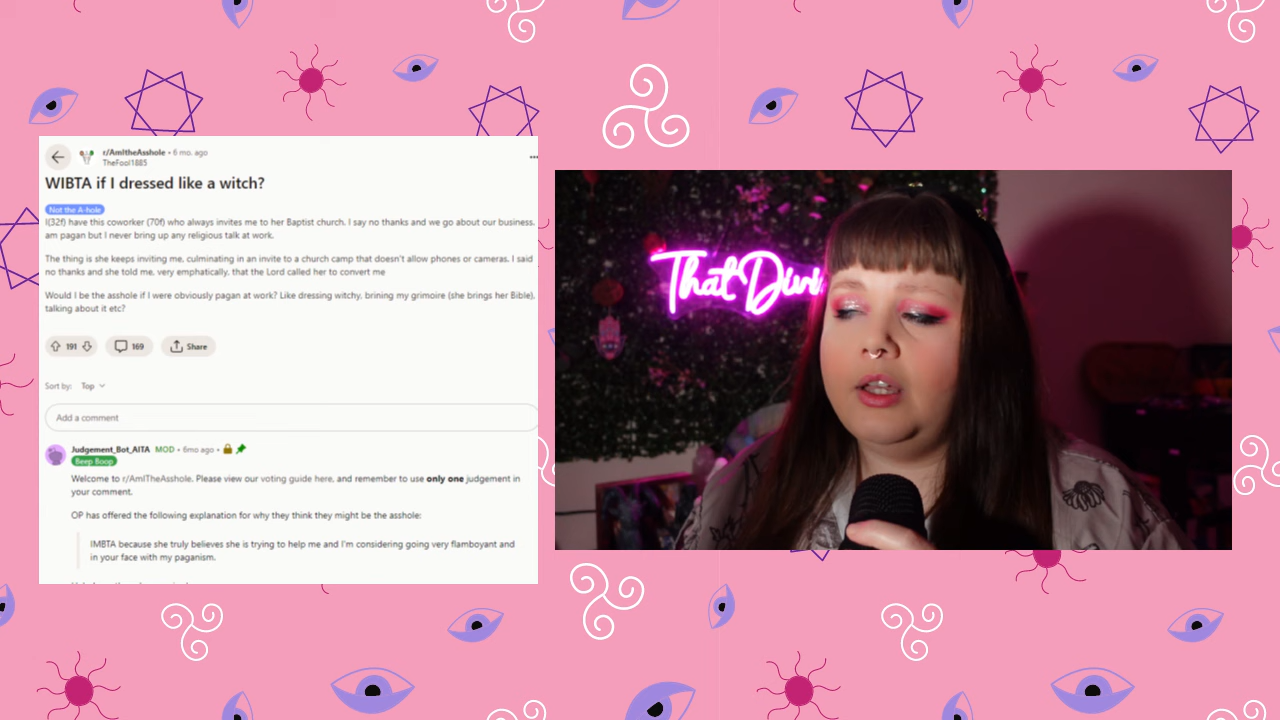 r/AmItheAsshole • 6 mo. ago
TheFool1885
WIBTA if I dressed like a witch?
Not the A-hole
I(32f) have this coworker (70f) who always invites me to her Baptist church. I say no thanks and we go about our business.
am pagan but I never bring up any religious talk at work.
The thing is she keeps inviting me, culminating in an invite to a church camp that doesn't allow phones or cameras. I said
no thanks and she told me, very emphatically. that the Lord called her to convert me
Would I be the asshole if I were obviously pagan at work? Like dressing witchy, brining my grimoire (she brings her Bible),
talking about it etc?
191 169 Share
Sort by: Top
Add a comment
Judgement_Bot_AITA MOD • 6mo ago •
Beep Boop
Welcome to r/AmITheAsshole. Please view our voting guide here, and remember to use only one judgement in
your comment.
OP has offered the following explanation for why they think they might be the asshole:
IMBTA because she truly believes she is trying to help me and I'm considering going very flamboyant and
in your face with my paganism.
ThatDivi